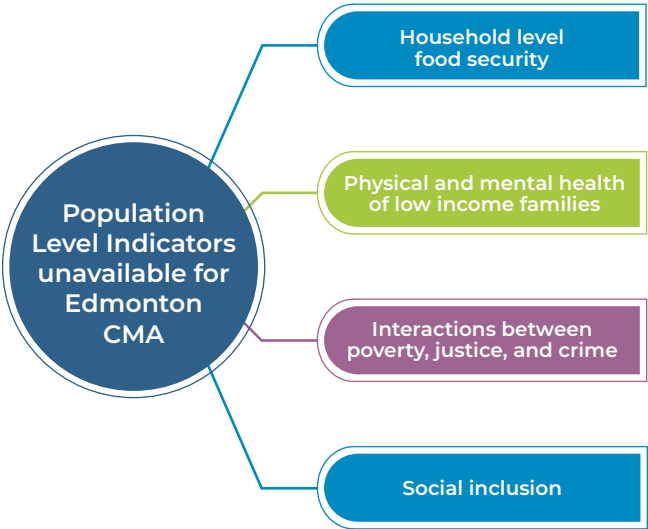 Population
Level Indicators
unavailable for
Edmonton
CMA
Household level
food security
Physical and mental health
of low income families
Interactions between
poverty, justice, and crime
Social inclusion